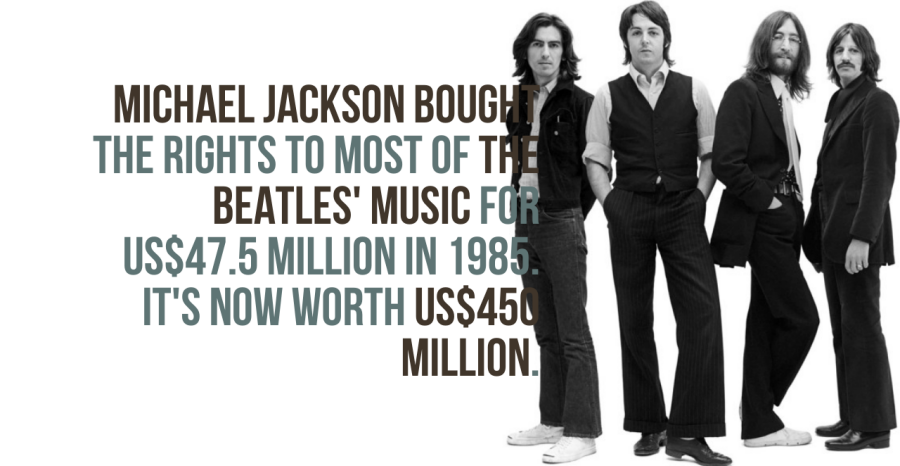 MICHAEL JACKSON BOUGHT
THE RIGHTS TO MOST OF THE
BEATLES' MUSIC FOR
US$47.5 MILLION IN 1985.
IT'S NOW WORTH US$450
MILLION.